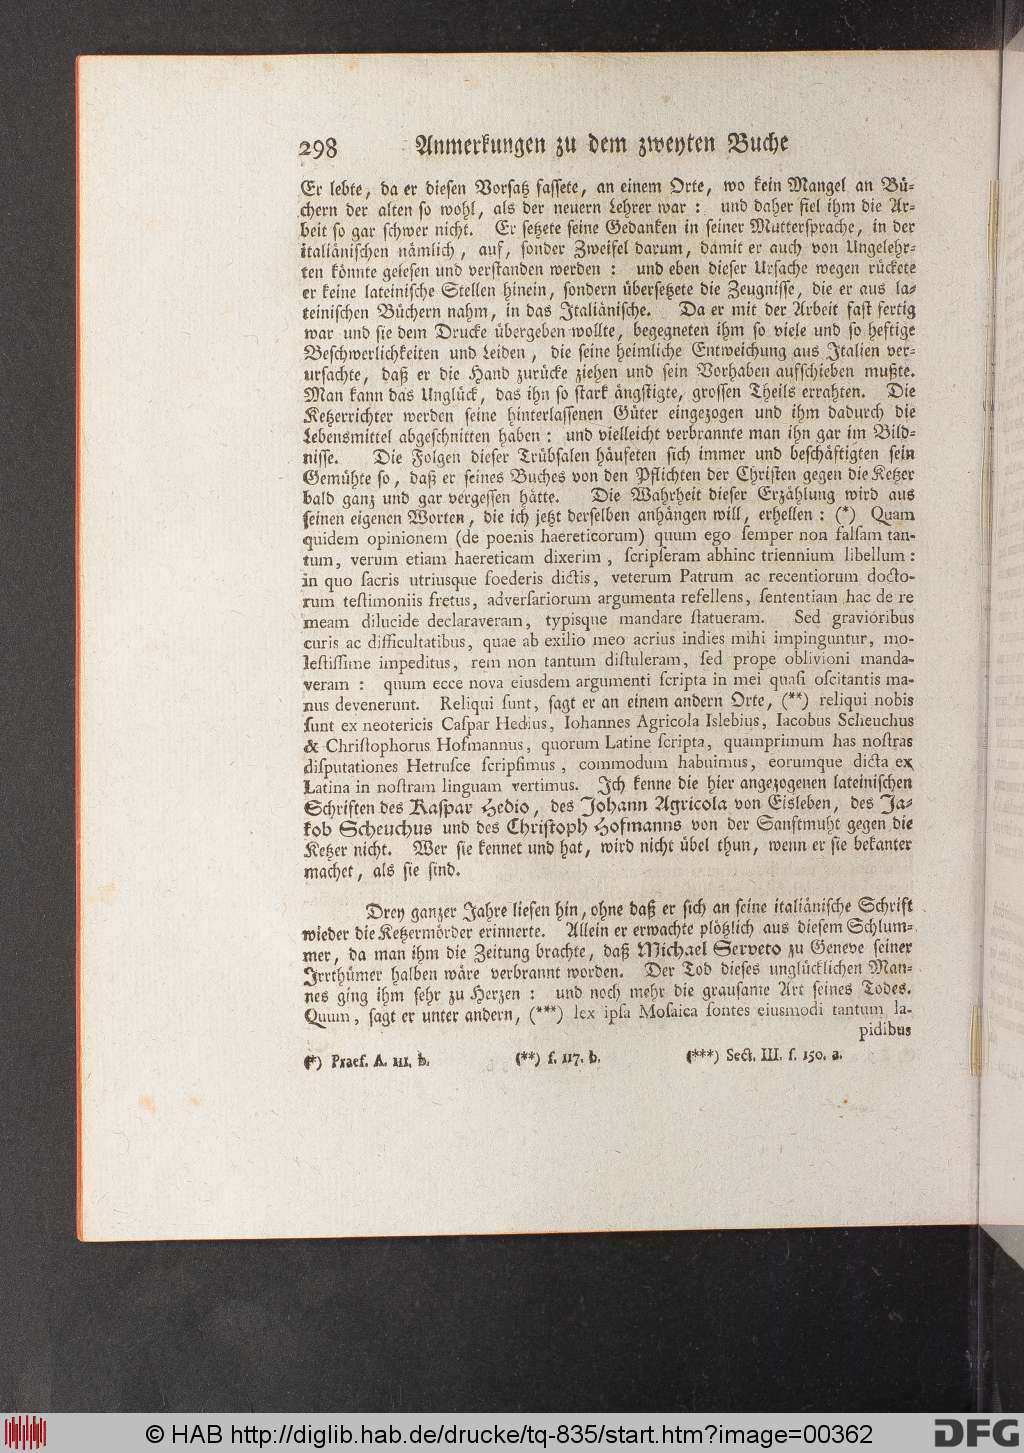 298 Anmerkungen zu dem zweyten Buche
Er lebte, da er diesen Vorsatz fassete, an einem Orte, wo kein Mangel an Bü-
chern der alten so wohl, als der neuern Lehrer war: und daher fiel ihm die Ar-
beit so gar schwer nicht. Er setzete seine Gedanken in seiner Muttersprache, in der
italiänischen nämlich, auf, sonder Zweifel darum, damit er auch von Ungelehr-
ten könnte gelesen und verstanden werden: und eben dieser Ursache wegen rückete
er keine lateinische Stellen hinein, sondern übersetzete die Zeugnisse, die er aus la-
teinischen Büchern nahm, in das Italiänische. Da er mit der Arbeit fast fertig
war und sie dem Drucke übergeben wollte, begegneten ihm so viele und so heftige
Beschwerlichkeiten und Leiden, die seine heimliche Entweichung aus Italien ver-
ursachte, daß er die Hand zurücke ziehen und sein Vorhaben aufschieben mußte.
Man kann das Unglück, das ihn so stark ängstigte, grossen Theils errahten. Die
Ketzerrichter werden seine hinterlassenen Güter eingezogen und ihm dadurch die
Lebensmittel abgeschnitten haben: und vielleicht verbrannte man ihn gar im Bild-
nisse. Die Folgen dieser Trübsalen häufeten sich immer und beschäftigten sein
Gemühte so, daß er seines Buches von den Pflichten der Christen gegen die Ketzer
bald ganz und gar vergessen hätte. Die Wahrheit dieser Erzählung wird aus
seinen eigenen Worten, die ich jetzt derselben anhängen will, erhellen: (*) Quam
quidem opinionem (de poenis haereticorum) quum ego semper non falsam tan-
tum, verum etiam haereticam dixerim, scripseram abhinc triennium libellum:
in quo sacris utriusque foederis dictis, veterum Patrum ac recentiorum docto-
rum testimoniis fretus, adversariorum argumenta refellens, sententiam hac de re
meam dilucide declaraveram, typisque mandare statueram. Sed gravioribus
curis ac difficultatibus, quae ab exilio meo acrius indies mihi impinguntur, mo-
lestissime impeditus, rem non tantum distuleram, sed prope oblivioni manda-
veram: quum ecce nova eiusdem argumenti scripta in mei quasi oscitantis ma-
nus devenerunt. Reliqui sunt, sagt er an einem andern Orte, (**) reliqui nobis
sunt ex neotericis Caspar Hedius, Iohannes Agricola Islebius, Iacobus Scheuchus
& Christophorus Hofmannus, quorum Latine scripta, quamprimum has nostras
disputationes Hetrusce scripsimus, commodum habuimus, eorumque dicta ex
Latina in nostram linguam vertimus. Ich kenne die hier angezogenen lateinischen
Schriften des Kaspar Hedio, des Johann Agricola von Eisleben, des Ja-
kob Scheuchus und des Christoph Hofmanns von der Sanftmuht gegen die
Ketzer nicht. Wer sie kennet und hat, wird nicht übel thun, wenn er sie bekanter
machet, als sie sind.
Drey ganzer Jahre liesen hin, ohne daß er sich an seine italiänische Schrift
wieder die Ketzermörder erinnerte. Allein er erwachte plötzlich aus diesem Schlum-
mer, da man ihm die Zeitung brachte, daß Michael Serveto zu Geneve seiner
Irrthümer halben wäre verbrannt worden. Der Tod dieses unglücklichen Man-
nes ging ihm sehr zu Herzen: und noch mehr die grausame Art seines Todes.
Quum, sagt er unter andern, (***) lex ipsa Mosaica sontes eiusmodi tantum la-
pidibus
(*) Praef. A. III. b. (**) f. 117. b. (***) Sect. III. f. 150. a.
© HAB http://diglib.hab.de/drucke/tq-835/start.htm?image=00362
DFG